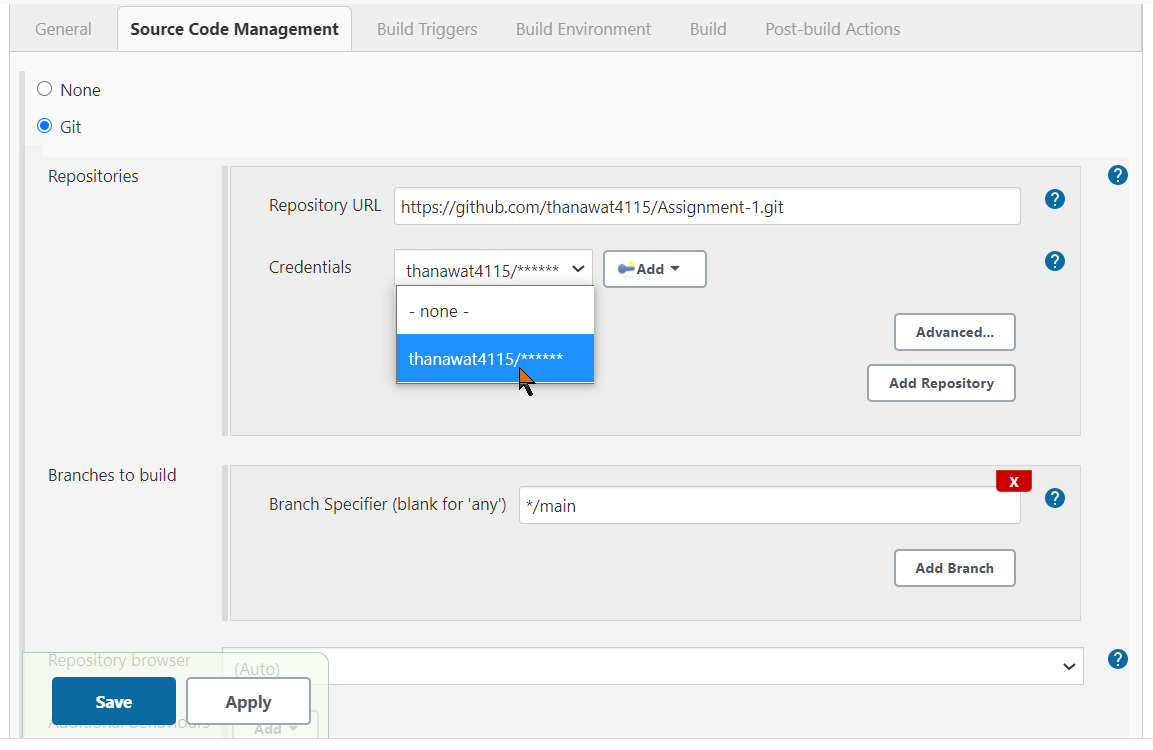 General Source Code Management Build Triggers Build Environment Build Post-build Actions
None
Git
Repositories
Repository URL https://github.com/thanawat4115/Assignment-1.git
Credentials thanawat4115/****** Add
- none -
thanawat4115/******
Advanced...
Add Repository
Branches to build
X
Branch Specifier (blank for 'any') */main
Add Branch
Repository browser (Auto)
Save Apply
Additional Behaviours Add